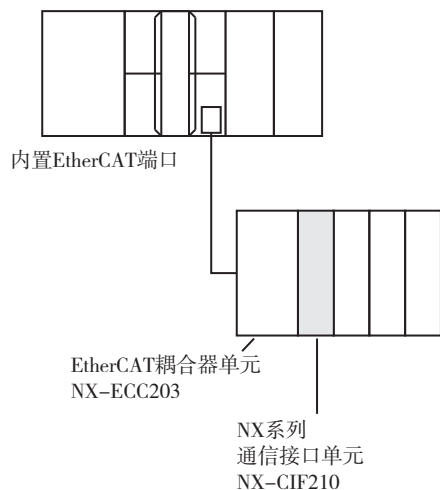 内置EtherCAT端口
EtherCAT耦合器单元
NX-ECC203
NX系列
通信接口单元
NX-CIF210